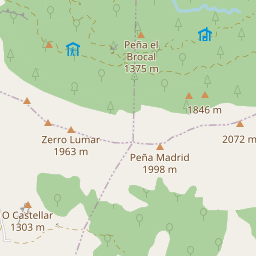 Peña el
Brocal
1375 m
1846 m
Zerro Lumar
1963 m
2072 m
Peña Madrid
1998 m
O Castellar
1303 m